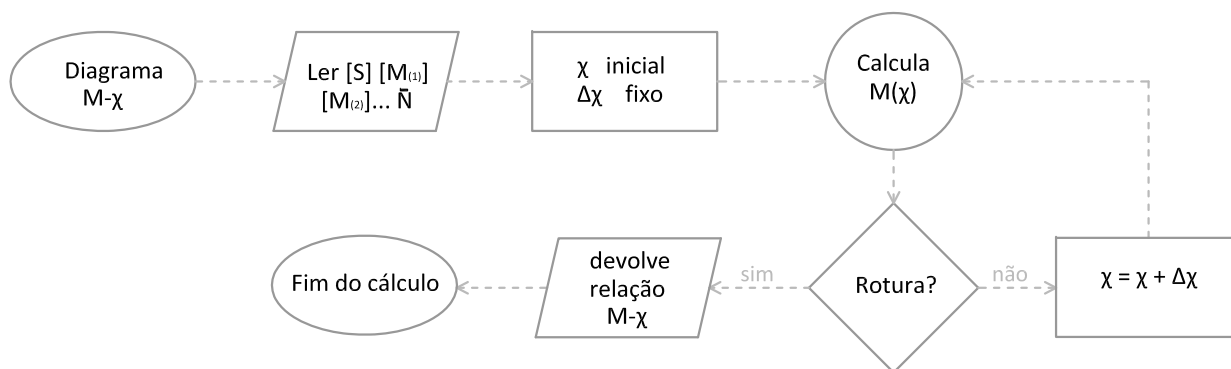 Diagrama
M-χ
Ler [S] [M(1)]
[M(2)]... N̄
χ inicial
Δχ fixo
Calcula
M(χ)
Fim do cálculo
devolve
relação
M-χ
sim
Rotura?
não
χ = χ + Δχ